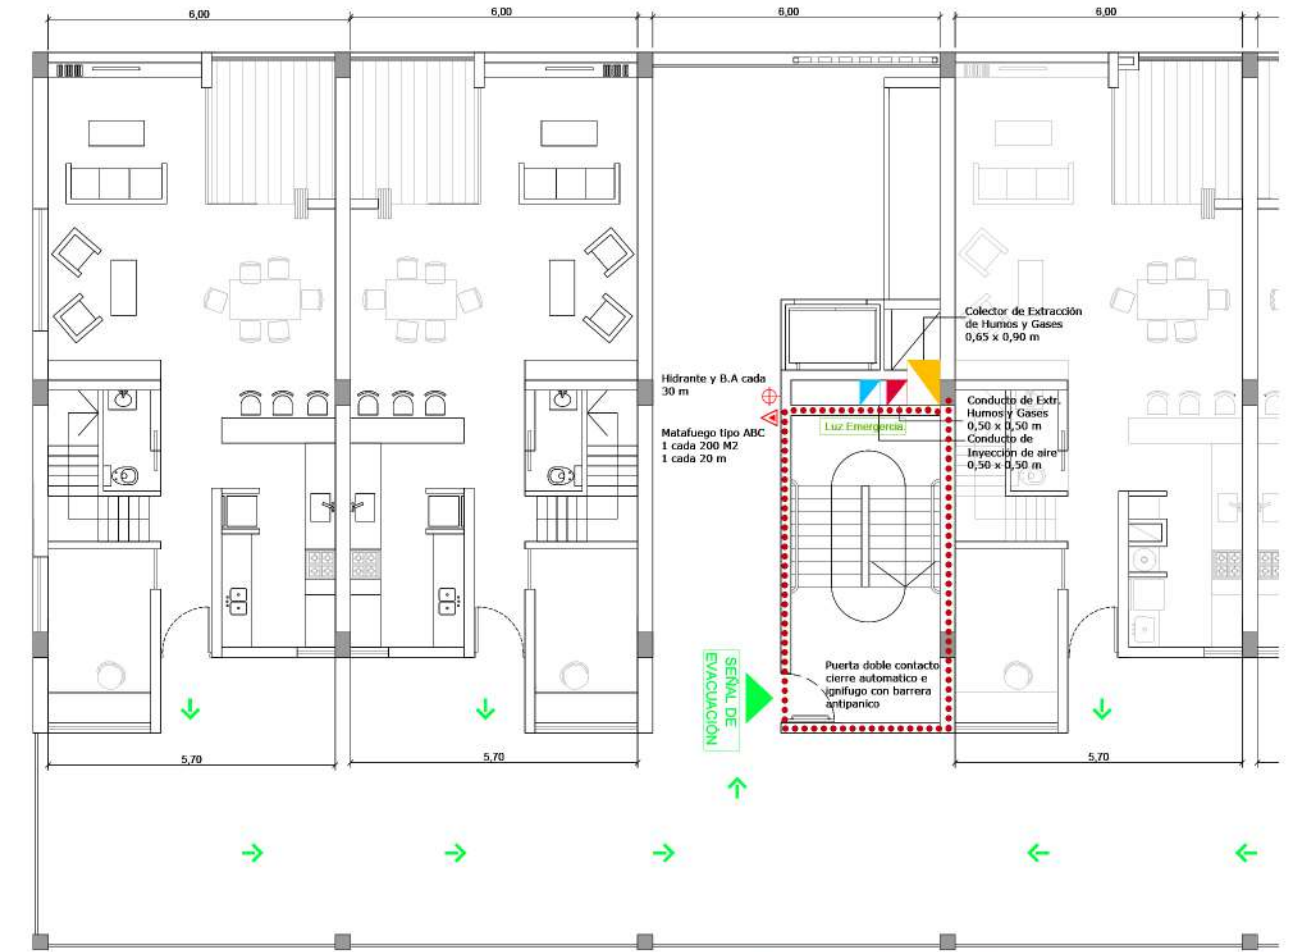 6,00
6,00
6,00
6,00
Colector de Extracción
de Humos y Gases
0,65 x 0,90 m
Hidrante y B.A cada
30 m
Matafuego tipo ABC
1 cada 200 M2
1 cada 20 m
Luz Emergencia.
Conducto de Extr.
Humos y Gases
0,50 x 0,50 m
Conducto de
Inyección de aire
0,50 x 0,50 m
SEÑAL DE
EVACUACIÓN
Puerta doble contacto
cierre automatico e
ignifugo con barrera
antipanico
5,70
5,70
5,70